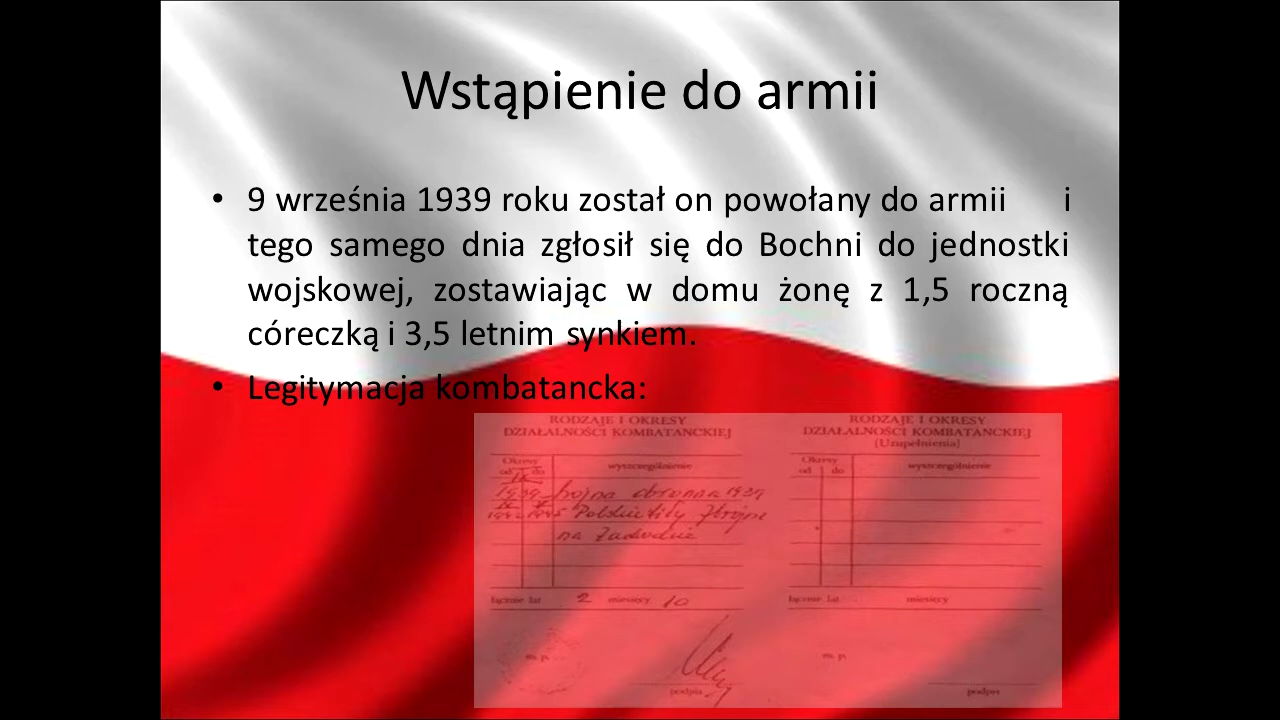 Wstąpienie do armii
• 9 września 1939 roku został on powołany do armii i
tego samego dnia zgłosił się do Bochni do jednostki
wojskowej, zostawiając w domu żonę z 1,5 roczną
córeczką i 3,5 letnim synkiem.
• Legitymacja kombatancka:
RODZAJE I OKRESY
DZIAŁALNOŚCI KOMBATANCKIEJ
Okresy
od do
wyszczególnienie
1939 wojna obronna 1939
Polskie Siły Zbrojne
na Zachodzie
łącznie lat 2 miesięcy 10
m. p.
podpis
RODZAJE I OKRESY
DZIAŁALNOŚCI KOMBATANCKIEJ
(Uzupełnienia)
Okresy
od do
wyszczególnienie
łącznie lat miesięcy
m. p.
podpis